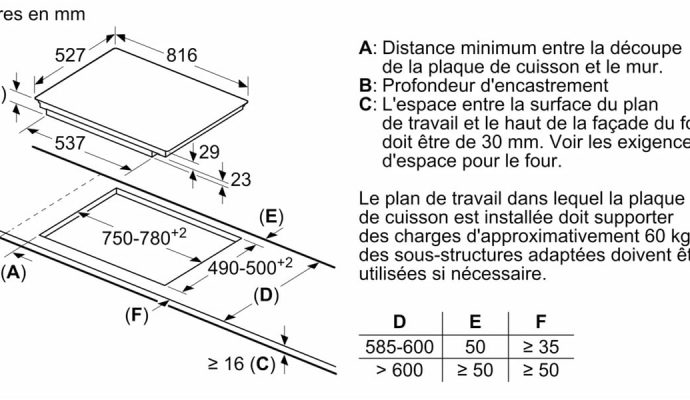 res en mm
527
816
)
537
29
23
(E)
750-780+2
490-500+2
(A)
(D)
(F)
≥ 16 (C)
A: Distance minimum entre la découpe
de la plaque de cuisson et le mur.
B: Profondeur d'encastrement
C: L'espace entre la surface du plan
de travail et le haut de la façade du fo
doit être de 30 mm. Voir les exigence
d'espace pour le four.
Le plan de travail dans lequel la plaque
de cuisson est installée doit supporter
des charges d'approximativement 60 kg
des sous-structures adaptées doivent êt
utilisées si nécessaire.
D E F
585-600 50 ≥ 35
> 600 ≥ 50 ≥ 50